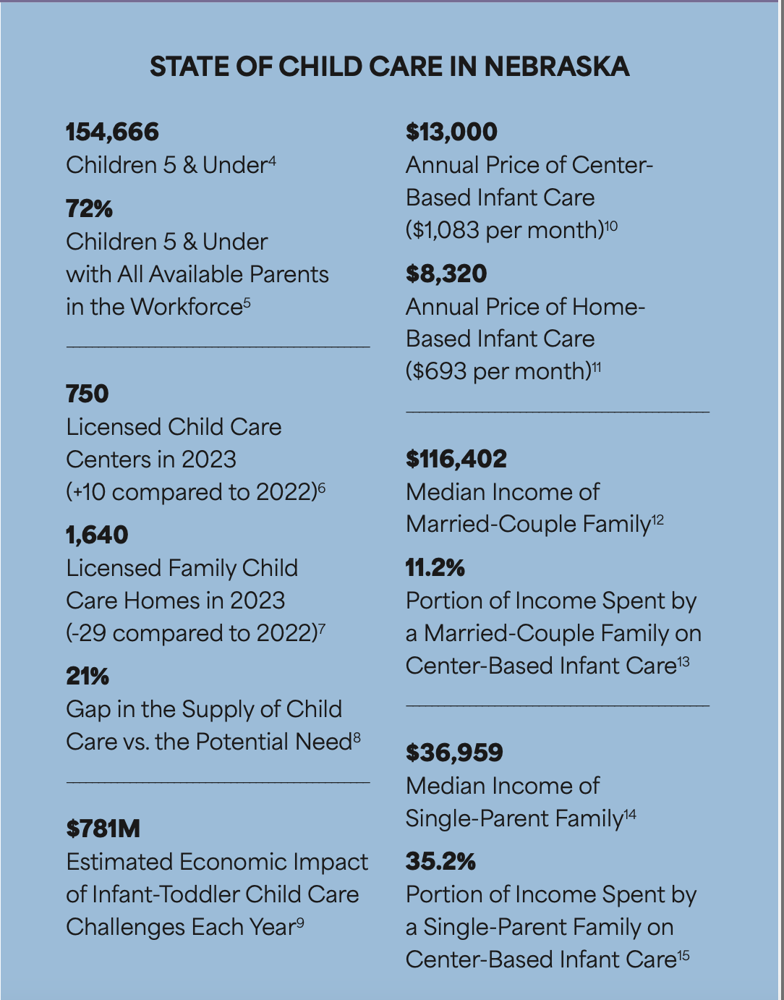 STATE OF CHILD CARE IN NEBRASKA
154,666
Children 5 & Under⁴
72%
Children 5 & Under
with All Available Parents
in the Workforce⁵
750
Licensed Child Care
Centers in 2023
(+10 compared to 2022)⁶
1,640
Licensed Family Child
Care Homes in 2023
(-29 compared to 2022)⁷
21%
Gap in the Supply of Child
Care vs. the Potential Need⁸
$781M
Estimated Economic Impact
of Infant-Toddler Child Care
Challenges Each Year⁹
$13,000
Annual Price of Center-
Based Infant Care
($1,083 per month)¹⁰
$8,320
Annual Price of Home-
Based Infant Care
($693 per month)¹¹
$116,402
Median Income of
Married-Couple Family¹²
11.2%
Portion of Income Spent by
a Married-Couple Family on
Center-Based Infant Care¹³
$36,959
Median Income of
Single-Parent Family¹⁴
35.2%
Portion of Income Spent by
a Single-Parent Family on
Center-Based Infant Care¹⁵